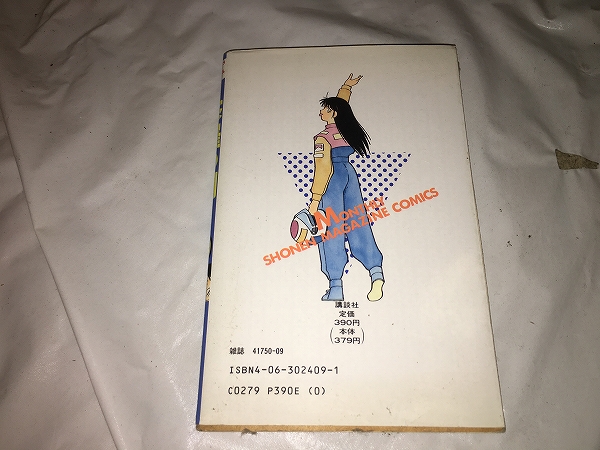 MONTHLY
SHONEN MAGAZINE COMICS
講談社
定価
390円
(本体
379円)
雑誌 41750-09
ISBN4-06-302409-1
C0279 P390E (0)